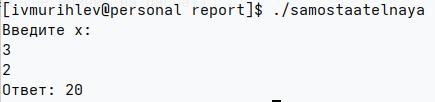 [ivmurihlev@personal report]$ ./samostaatelnaya
Введите x:
3
2
Ответ: 20